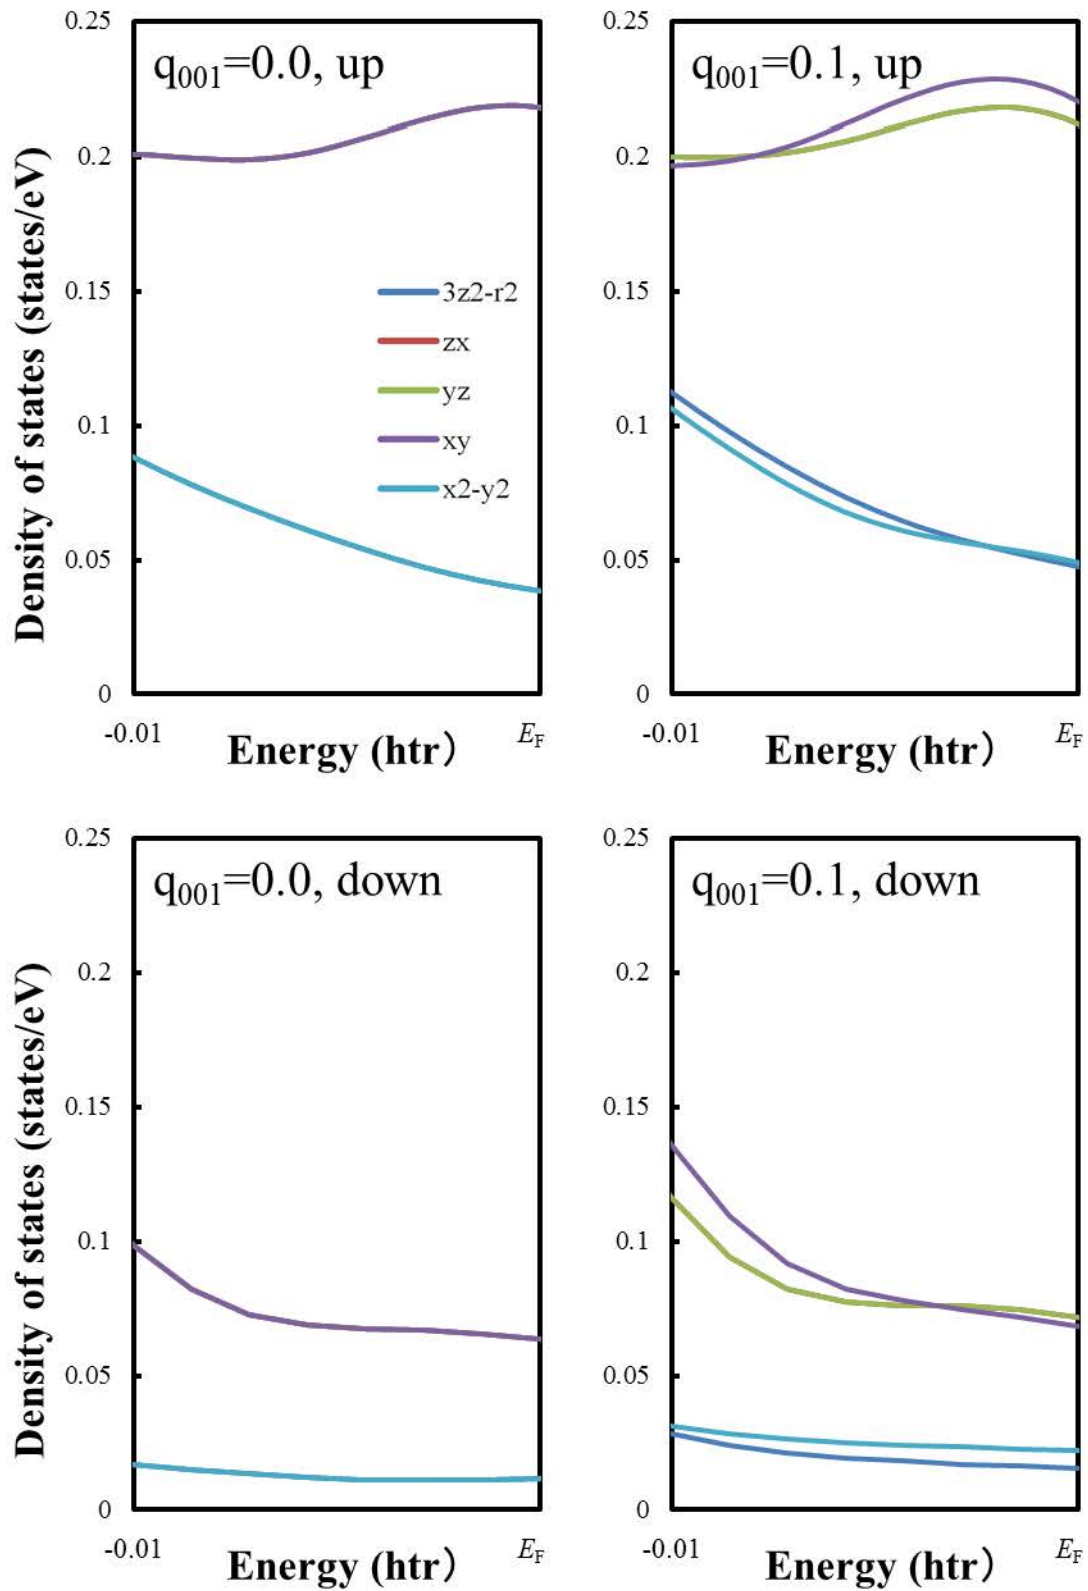 0.25
q001=0.0, up
0.2
0.15
0.1
0.05
0
Density of states (states/eV)
3z2-r2
zx
yz
xy
x2-y2
-0.01
Energy (htr)
EF
0.25
q001=0.1, up
0.2
0.15
0.1
0.05
0
-0.01
Energy (htr)
EF
0.25
q001=0.0, down
0.2
0.15
0.1
0.05
0
Density of states (states/eV)
-0.01
Energy (htr)
EF
0.25
q001=0.1, down
0.2
0.15
0.1
0.05
0
-0.01
Energy (htr)
EF